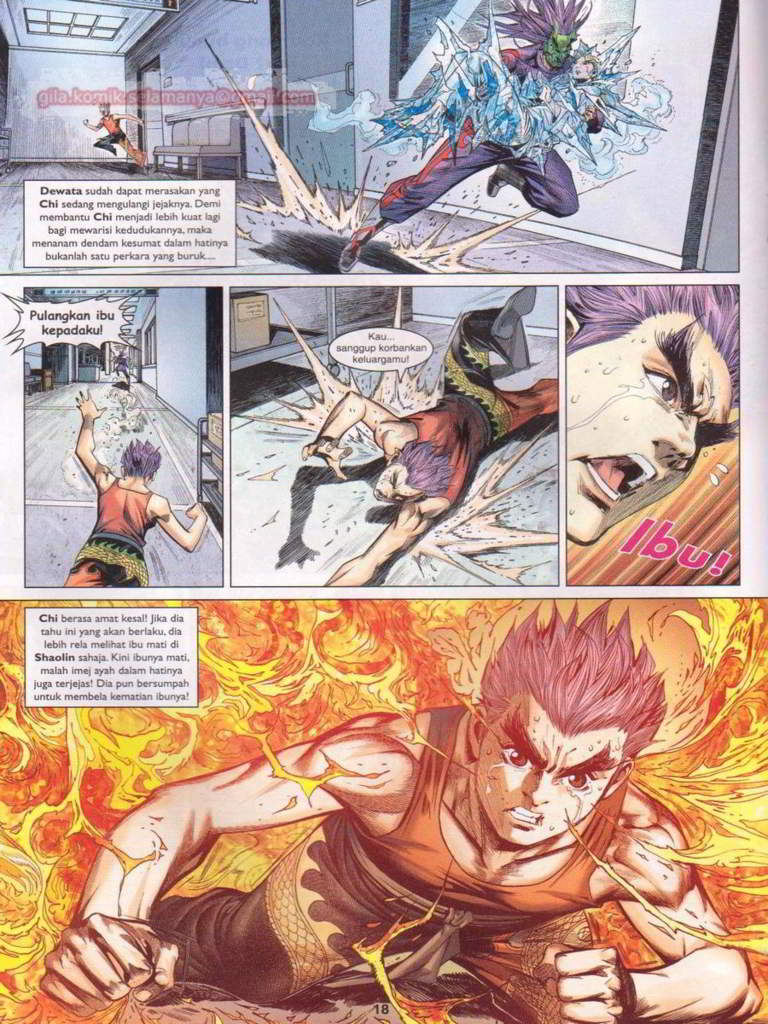 gila.komik.selamanya@gmail.com
Dewata sudah dapat merasakan yang
Chi sedang mengulangi jejaknya. Demi
membantu Chi menjadi lebih kuat lagi
bagi mewarisi kedudukannya, maka
menanam dendam kesumat dalam hatinya
bukanlah satu perkara yang buruk....
Pulangkan ibu
kepadaku!
Kau...
sanggup korbankan
keluargamu!
Ibu!
Chi berasa amat kesal! Jika dia
tahu ini yang akan berlaku, dia
lebih rela melihat ibu mati di
Shaolin sahaja. Kini ibunya mati,
malah imej ayah dalam hatinya
juga terjejas! Dia pun bersumpah
untuk membela kematian ibunya!
18